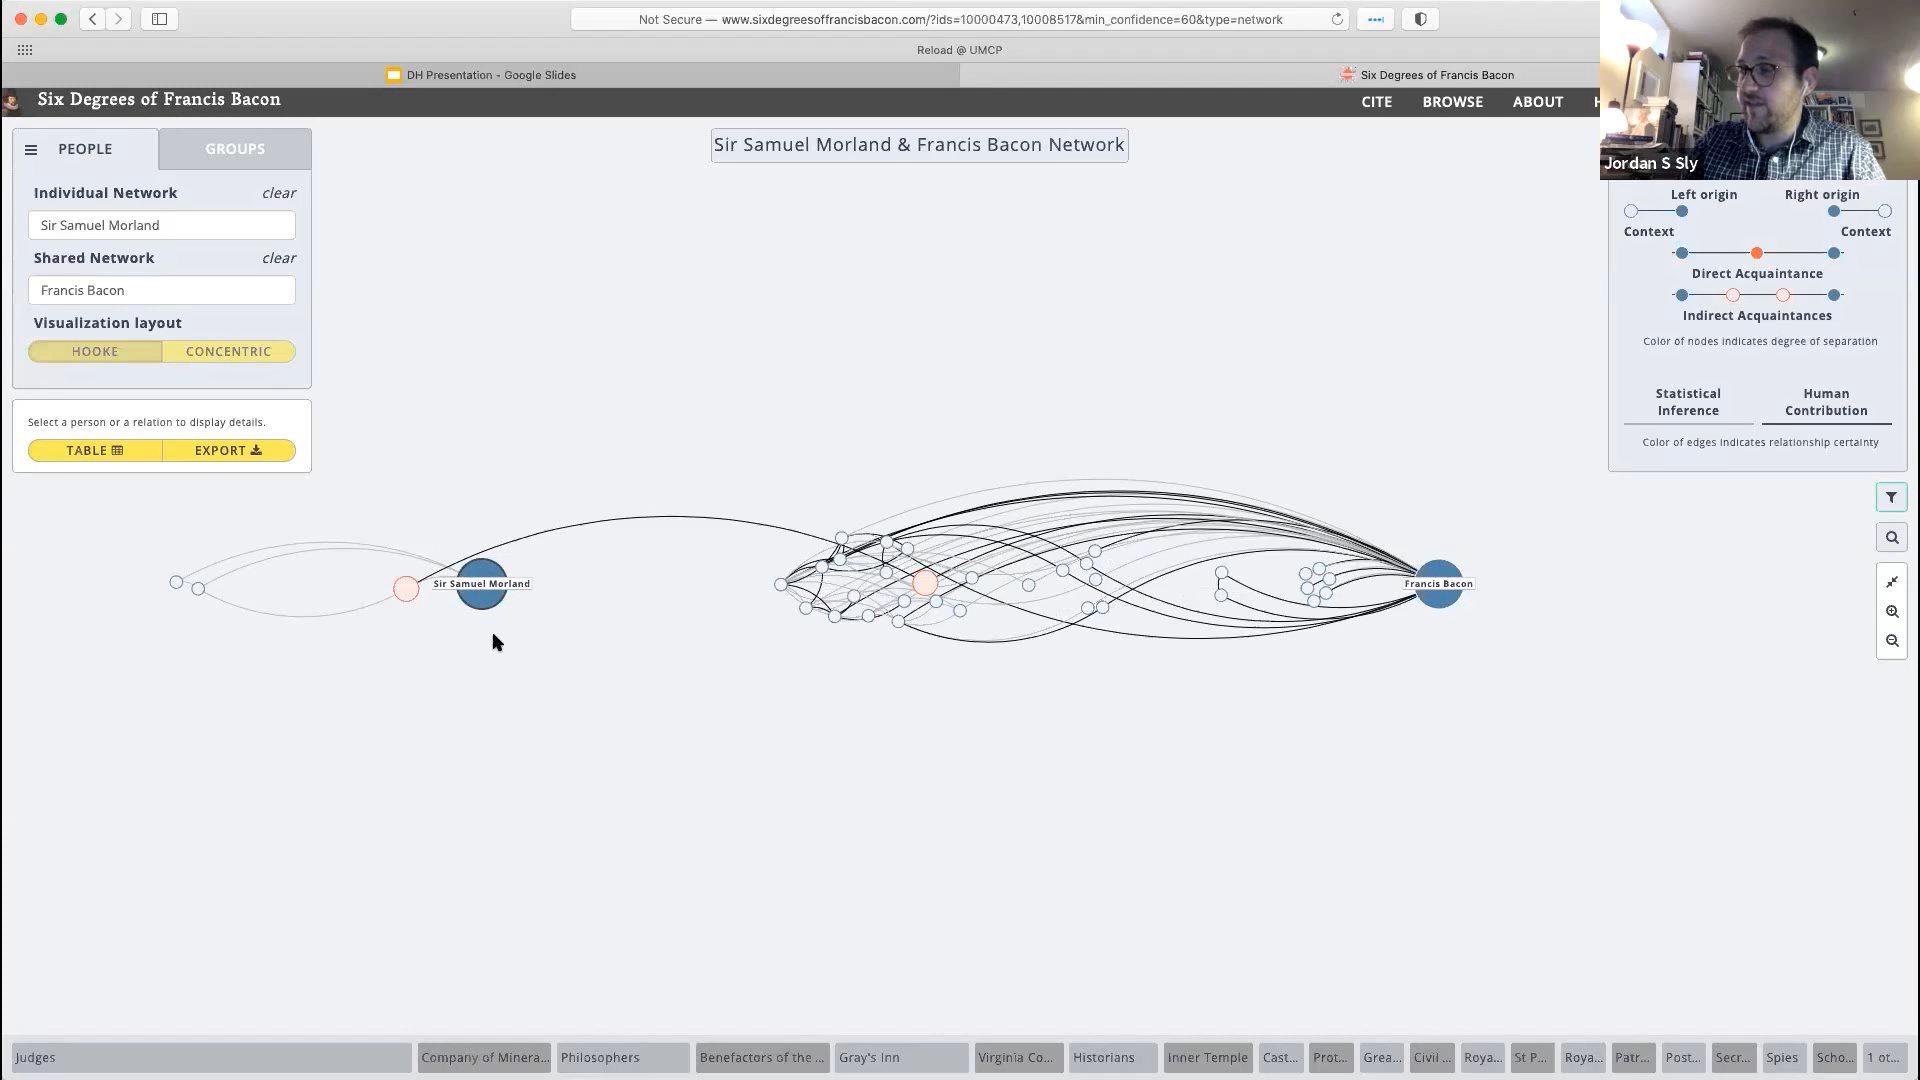 Not Secure — www.sixdegreesoffrancisbacon.com/?ids=10000473,10008517&min_confidence=60&type=network
Reload @ UMCP
DH Presentation - Google Slides
Six Degrees of Francis Bacon
Six Degrees of Francis Bacon
CITE
BROWSE
ABOUT
H
Jordan S Sly
PEOPLE
GROUPS
Sir Samuel Morland & Francis Bacon Network
Individual Network
clear
Sir Samuel Morland
Shared Network
clear
Francis Bacon
Visualization layout
HOOKE
CONCENTRIC
Select a person or a relation to display details.
TABLE
EXPORT
Left origin
Right origin
Context
Context
Direct Acquaintance
Indirect Acquaintances
Color of nodes indicates degree of separation
Statistical
Inference
Human
Contribution
Color of edges indicates relationship certainty
Sir Samuel Morland
Francis Bacon
Judges
Company of Minera...
Philosophers
Benefactors of the ...
Gray's Inn
Virginia Co...
Historians
Inner Temple
Cast...
Prot...
Grea...
Civil ...
Roya...
St P...
Roya...
Patr...
Post...
Secr...
Spies
Scho...
1 ot...